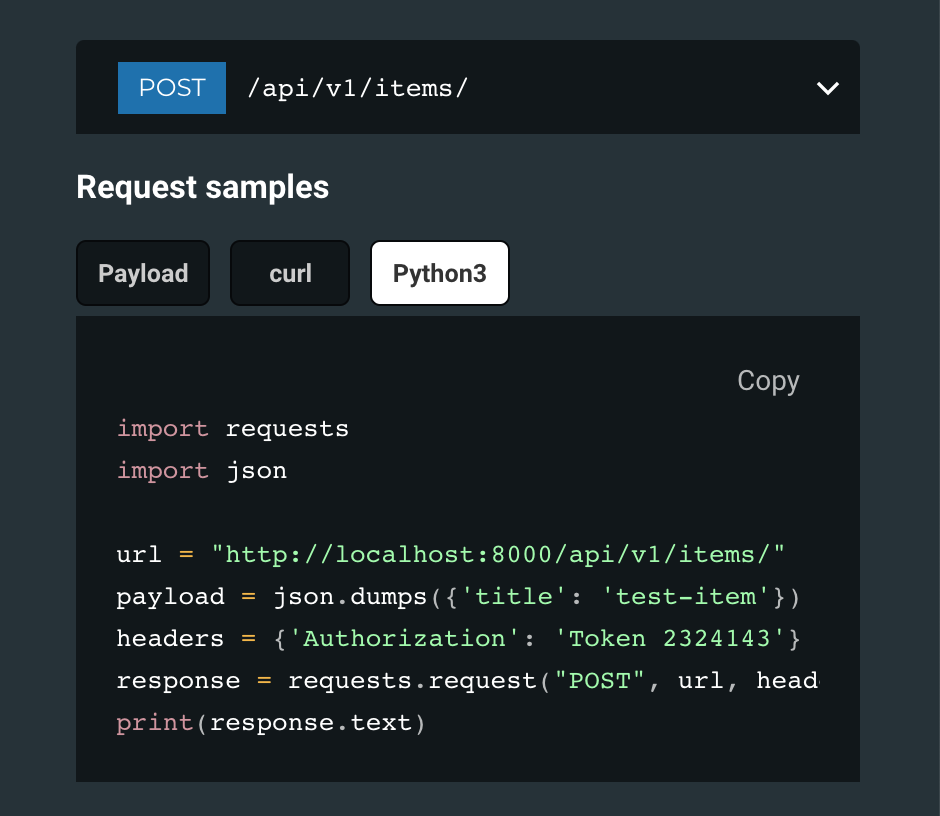 POST /api/v1/items/
Request samples
Payload curl Python3
Copy
import requests
import json
url = "http://localhost:8000/api/v1/items/"
payload = json.dumps({'title': 'test-item'})
headers = {'Authorization': 'Token 2324143'}
response = requests.request("POST", url, head
print(response.text)